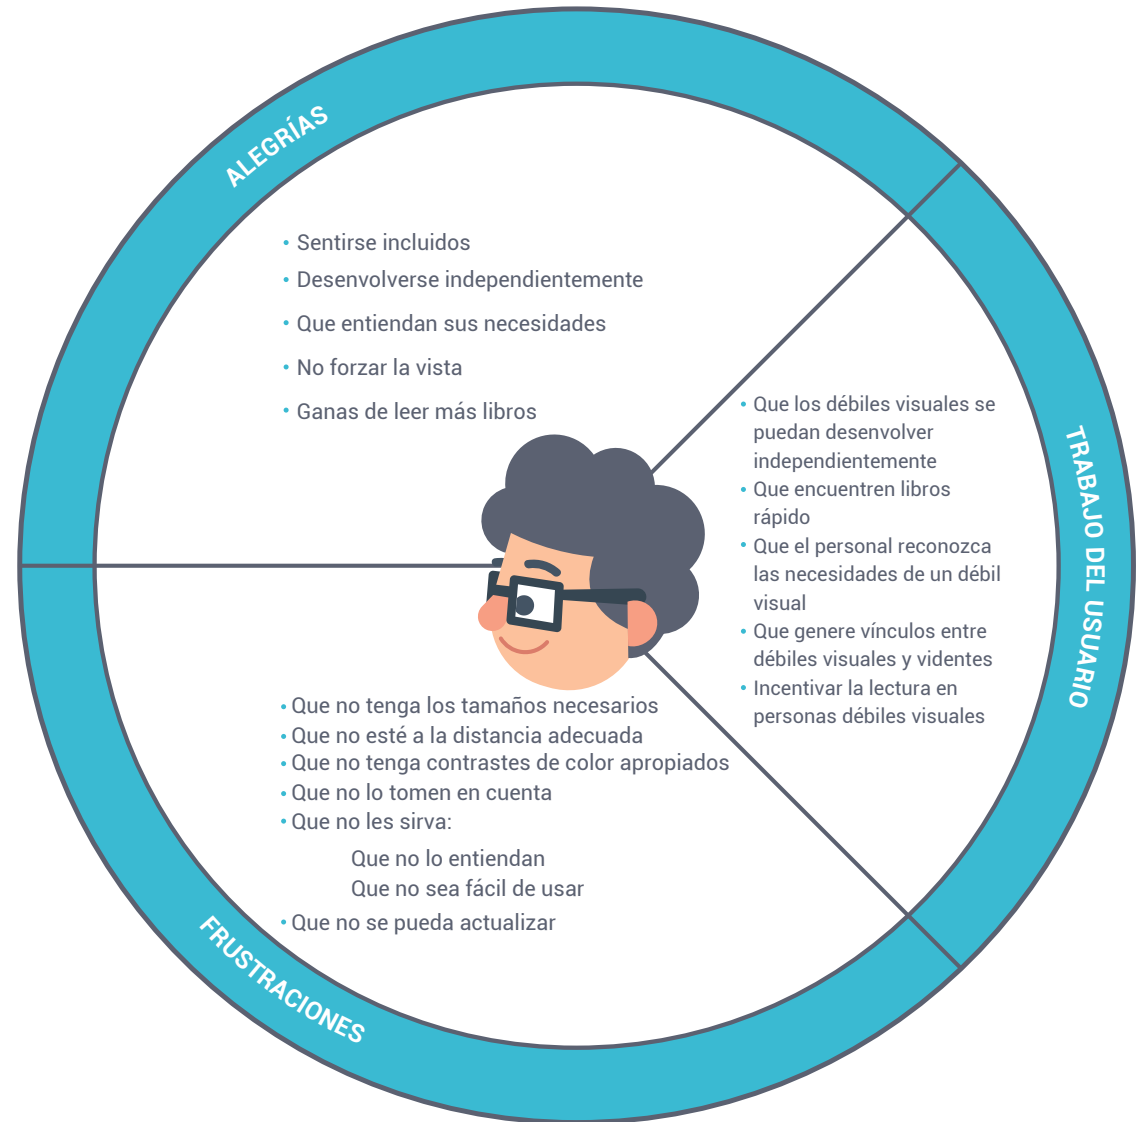 ALEGRÍAS
• Sentirse incluidos
• Desenvolverse independientemente
• Que entiendan sus necesidades
• No forzar la vista
• Ganas de leer más libros
TRABAJO DEL USUARIO
• Que los débiles visuales se
puedan desenvolver
independientemente
• Que encuentren libros
rápido
• Que el personal reconozca
las necesidades de un débil
visual
• Que genere vínculos entre
débiles visuales y videntes
• Incentivar la lectura en
personas débiles visuales
FRUSTRACIONES
• Que no tenga los tamaños necesarios
• Que no esté a la distancia adecuada
• Que no tenga contrastes de color apropiados
• Que no lo tomen en cuenta
• Que no les sirva:
Que no lo entiendan
Que no sea fácil de usar
• Que no se pueda actualizar